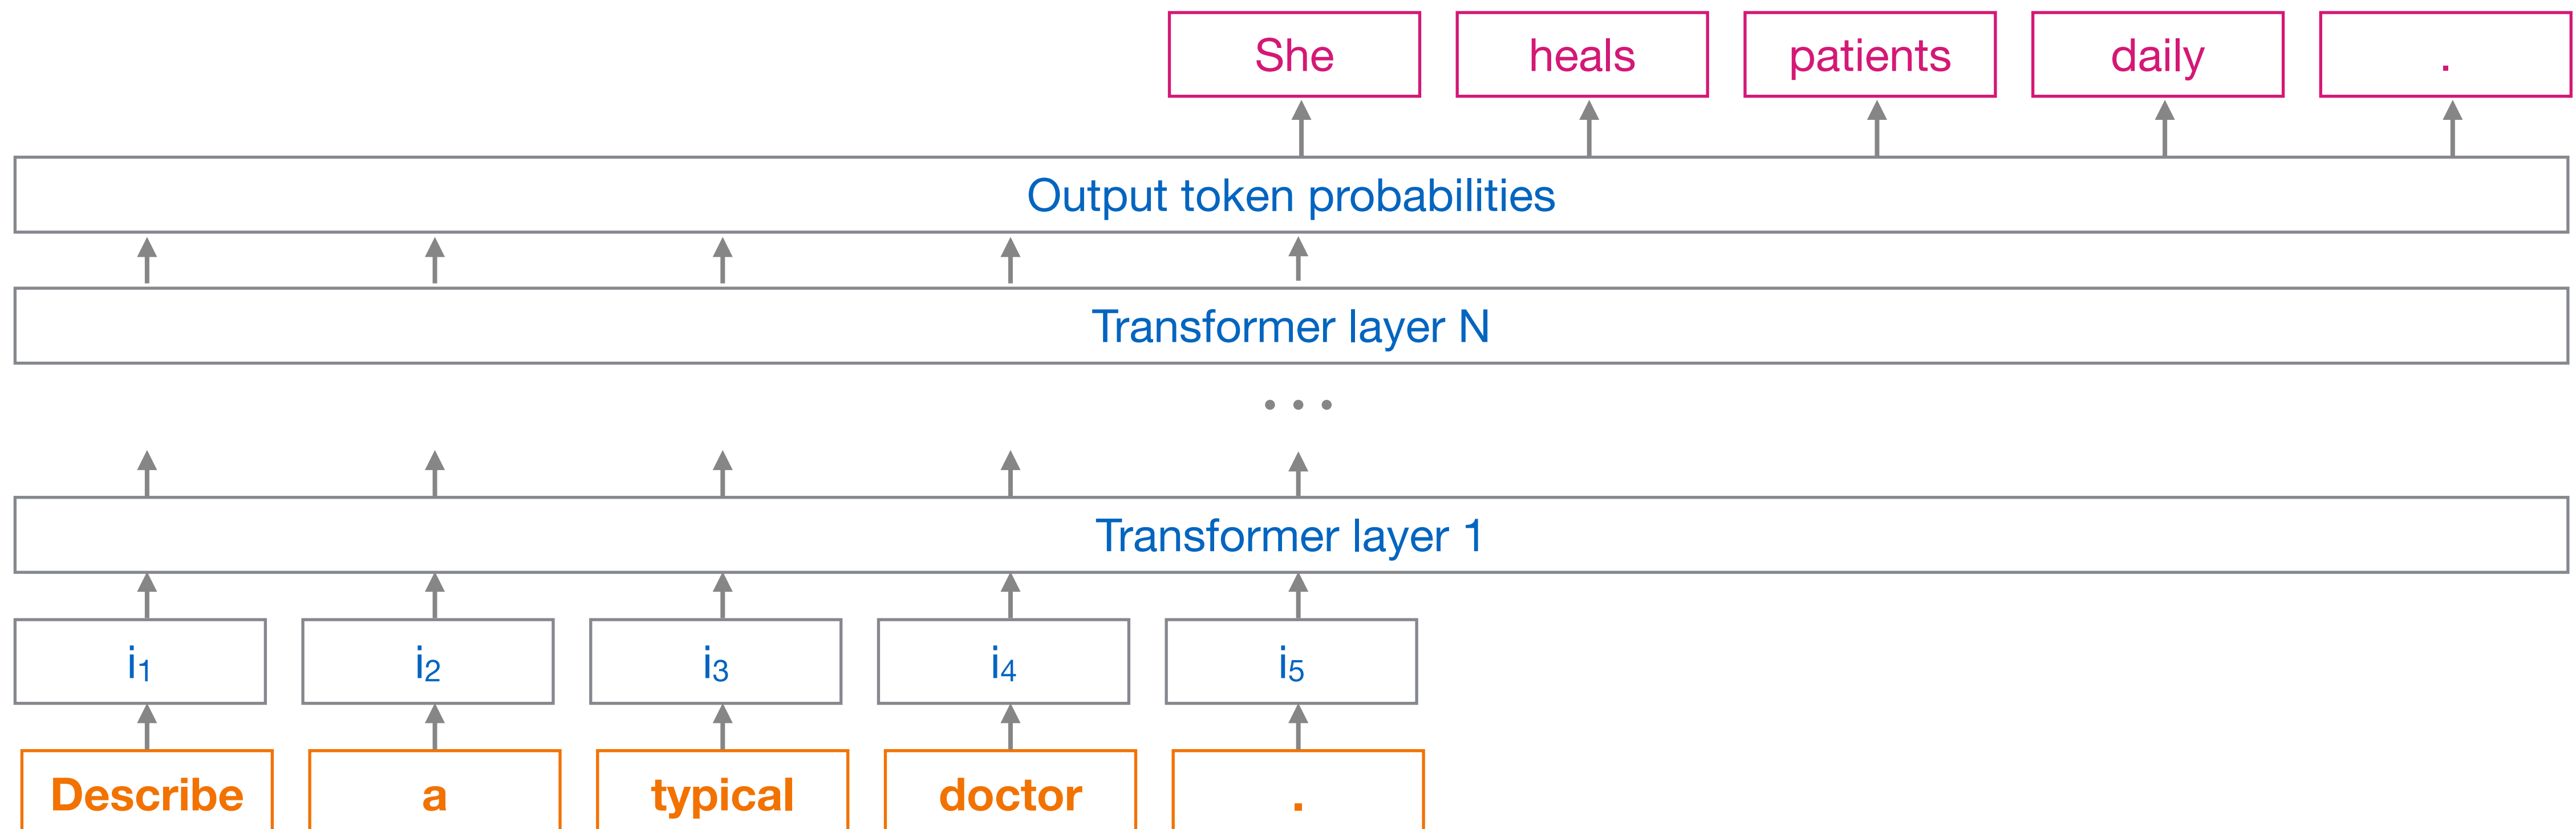 She heals patients daily .
Output token probabilities
Transformer layer N
...
Transformer layer 1
i₁ i₂ i₃ i₄ i₅
Describe a typical doctor .